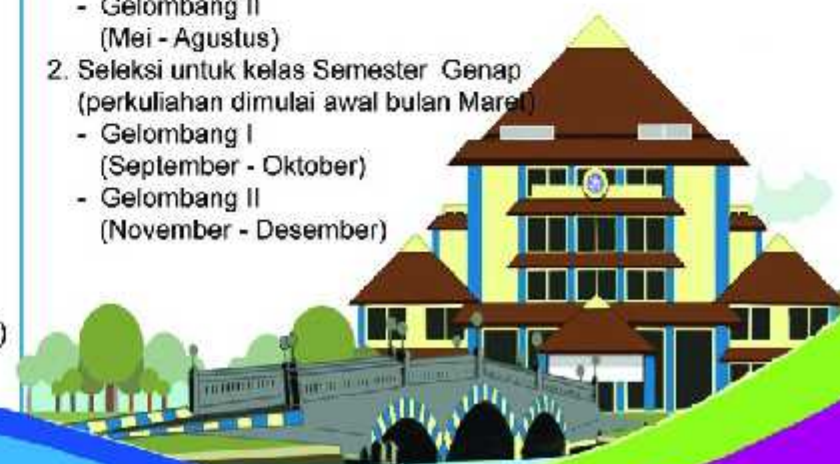 - Gelombang II
(Mei - Agustus)
2. Seleksi untuk kelas Semester Genap
(perkuliahan dimulai awal bulan Maret)
- Gelombang I
(September - Oktober)
- Gelombang II
(November - Desember)
)